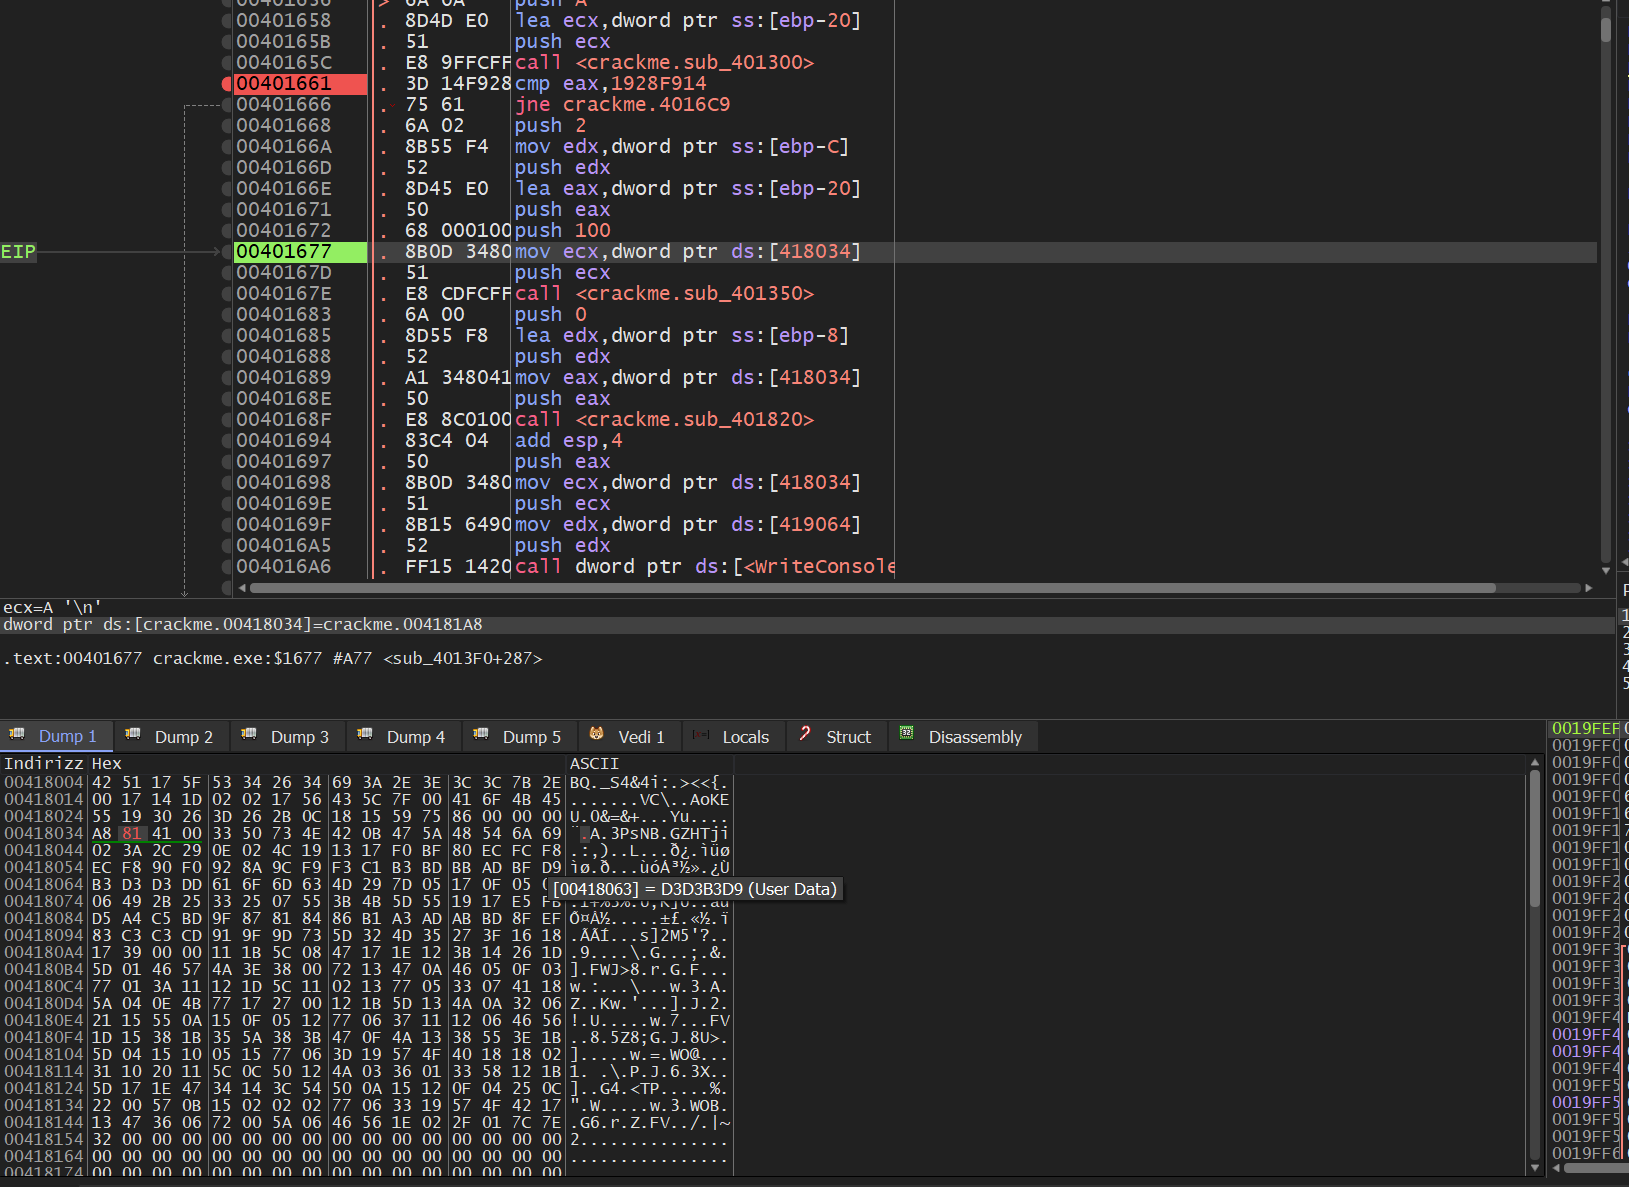 00401658 . 8D4D E0 lea ecx,dword ptr ss:[ebp-20]
0040165B . 51 push ecx
0040165C . E8 9FFCFF call <crackme.sub_401300>
00401661 . 3D 14F928 cmp eax,1928F914
00401666 . 75 61 jne crackme.4016C9
00401668 . 6A 02 push 2
0040166A . 8B55 F4 mov edx,dword ptr ss:[ebp-C]
0040166D . 52 push edx
0040166E . 8D45 E0 lea eax,dword ptr ss:[ebp-20]
00401671 . 50 push eax
00401672 . 68 000100 push 100
EIP 00401677 . 8B0D 3480 mov ecx,dword ptr ds:[418034]
0040167D . 51 push ecx
0040167E . E8 CDFCFF call <crackme.sub_401350>
00401683 . 6A 00 push 0
00401685 . 8D55 F8 lea edx,dword ptr ss:[ebp-8]
00401688 . 52 push edx
00401689 . A1 348041 mov eax,dword ptr ds:[418034]
0040168E . 50 push eax
0040168F . E8 8C0100 call <crackme.sub_401820>
00401694 . 83C4 04 add esp,4
00401697 . 50 push eax
00401698 . 8B0D 3480 mov ecx,dword ptr ds:[418034]
0040169E . 51 push ecx
0040169F . 8B15 6490 mov edx,dword ptr ds:[419064]
004016A5 . 52 push edx
004016A6 . FF15 1420 call dword ptr ds:[<WriteConsole
ecx=A '\n'
dword ptr ds:[crackme.00418034]=crackme.004181A8
.text:00401677 crackme.exe:$1677 #A77 <sub_4013F0+287>
Dump 1 Dump 2 Dump 3 Dump 4 Dump 5 Vedi 1 Locals Struct Disassembly
Indirizz Hex ASCII
00418004 42 51 17 5F 53 34 26 34 69 3A 2E 3E 3C 3C 7B 2E BQ._S4&4i:.><<{.
00418014 00 17 14 1D 02 02 17 56 43 5C 7F 00 41 6F 4B 45 .......VC\..AoKE
00418024 55 19 30 26 3D 26 2B 0C 18 15 59 75 86 00 00 00 U.0&=&+...Yu....
00418034 A8 81 41 00 33 50 73 4E 42 0B 47 5A 48 54 6A 69 ¨.A.3PsNB.GZHTji
00418044 02 3A 2C 29 0E 02 4C 19 13 17 F0 BF 80 EC FC F8 .:,)..L...ð¿.ìüø
00418054 EC F8 90 F0 92 8A 9C F9 F3 C1 B3 BD BB AD BF D9 ìø.ð...ùóÁ³½».¿Ù
00418064 B3 D3 D3 DD 61 6F 6D 63 4D 29 7D 05 17 0F 05
[00418063] = D3D3B3D9 (User Data)
00418074 06 49 2B 25 33 25 07 55 3B 4B 5D 55 19 17 E5
00418084 D5 A4 C5 BD 9F 87 81 84 86 B1 A3 AD AB BD 8F EF Õ¤Å½.....±£.«½.ï
00418094 83 C3 C3 CD 91 9F 9D 73 5D 32 4D 35 27 3F 16 18 .ÃÃÍ...s]2M5'?..
004180A4 17 39 00 00 11 1B 5C 08 47 17 1E 12 3B 14 26 1D .9....\.G...;.&.
004180B4 5D 01 46 57 4A 3E 38 00 72 13 47 0A 46 05 0F 03 ].FWJ>8.r.G.F...
004180C4 77 01 3A 11 12 1D 5C 11 02 13 77 05 33 07 41 18 w.:...\...w.3.A.
004180D4 5A 04 0E 4B 77 17 27 00 12 1B 5D 13 4A 0A 32 06 Z..Kw.'...].J.2.
004180E4 21 15 55 0A 15 0F 05 12 77 06 37 11 12 06 46 56 !.U.....w.7...FV
004180F4 1D 15 38 1B 35 5A 38 3B 47 0F 4A 13 38 55 3E 1B ..8.5Z8;G.J.8U>.
00418104 5D 04 15 10 05 15 77 06 3D 19 57 4F 40 18 18 02 ].....w.=.WO@...
00418114 31 10 20 11 5C 0C 50 12 4A 03 36 01 33 58 12 1B 1. .\.P.J.6.3X..
00418124 5D 17 1E 47 34 14 3C 54 50 0A 15 12 0F 04 25 0C ]..G4.<TP.....%.
00418134 22 00 57 0B 15 02 02 02 77 06 33 19 57 4F 42 17 ".W.....w.3.WOB.
00418144 13 47 36 06 72 00 5A 06 46 56 1E 02 2F 01 7C 7E .G6.r.Z.FV../.|~
00418154 32 00 00 00 00 00 00 00 00 00 00 00 00 00 00 00 2...............
00418164 00 00 00 00 00 00 00 00 00 00 00 00 00 00 00 00 ................
00418174 00 00 00 00 00 00 00 00 00 00 00 00 00 00 00 00
0019FEF
0019FF0
0019FF0
0019FF0
0019FF0
0019FF1
0019FF1
0019FF1
0019FF1
0019FF2
0019FF2
0019FF2
0019FF2
0019FF3
0019FF3
0019FF3
0019FF3
0019FF4
0019FF4
0019FF4
0019FF4
0019FF5
0019FF5
0019FF5
0019FF5
0019FF6